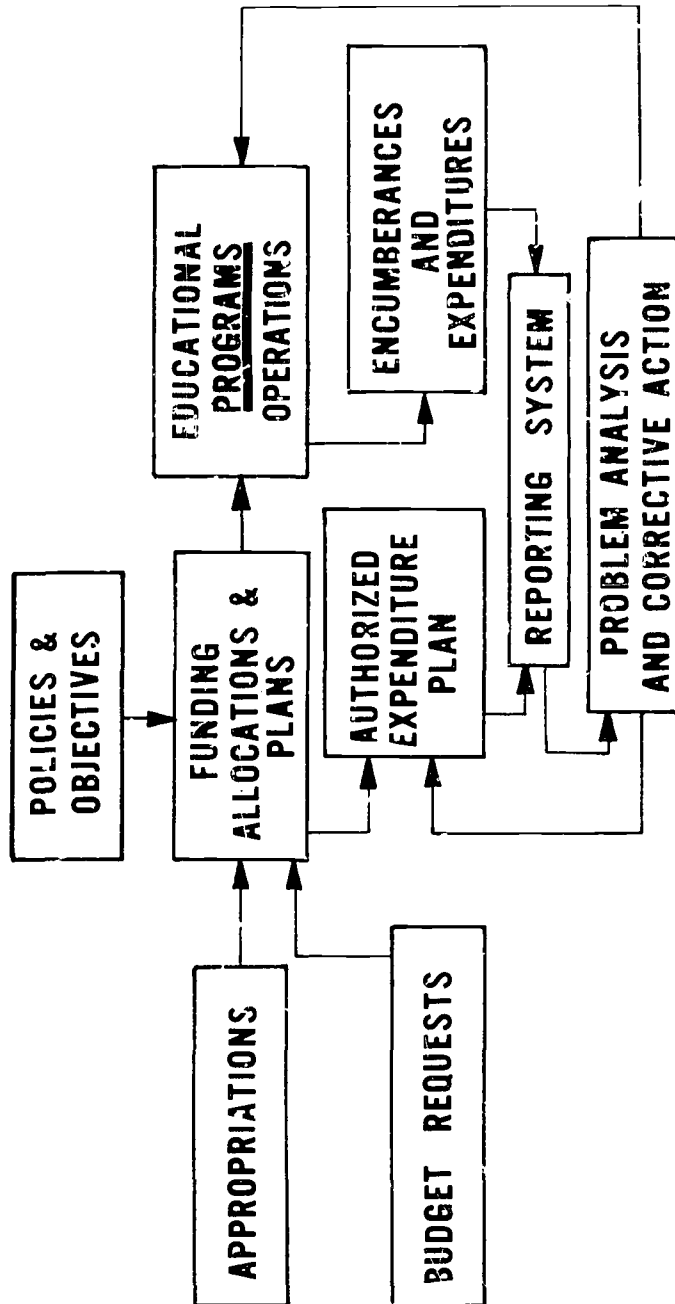 POLICIES &
OBJECTIVES
APPROPRIATIONS
FUNDING
ALLOCATIONS &
PLANS
EDUCATIONAL
PROGRAMS
OPERATIONS
BUDGET REQUESTS
AUTHORIZED
EXPENDITURE
PLAN
ENCUMBERANCES
AND
EXPENDITURES
REPORTING SYSTEM
PROBLEM ANALYSIS
AND CORRECTIVE ACTION